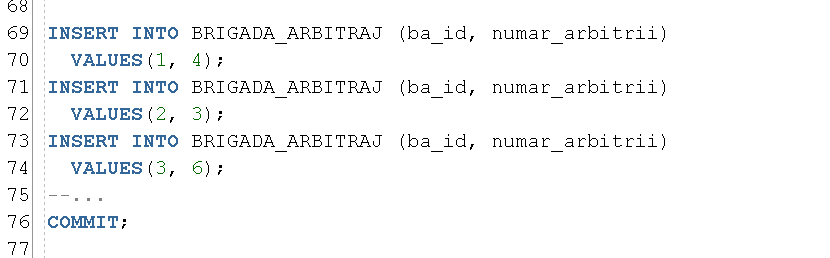 68
69 INSERT INTO BRIGADA_ARBITRAJ (ba_id, numar_arbitrii)
70   VALUES(1, 4);
71 INSERT INTO BRIGADA_ARBITRAJ (ba_id, numar_arbitrii)
72   VALUES(2, 3);
73 INSERT INTO BRIGADA_ARBITRAJ (ba_id, numar_arbitrii)
74   VALUES(3, 6);
75 --...
76 COMMIT;
77